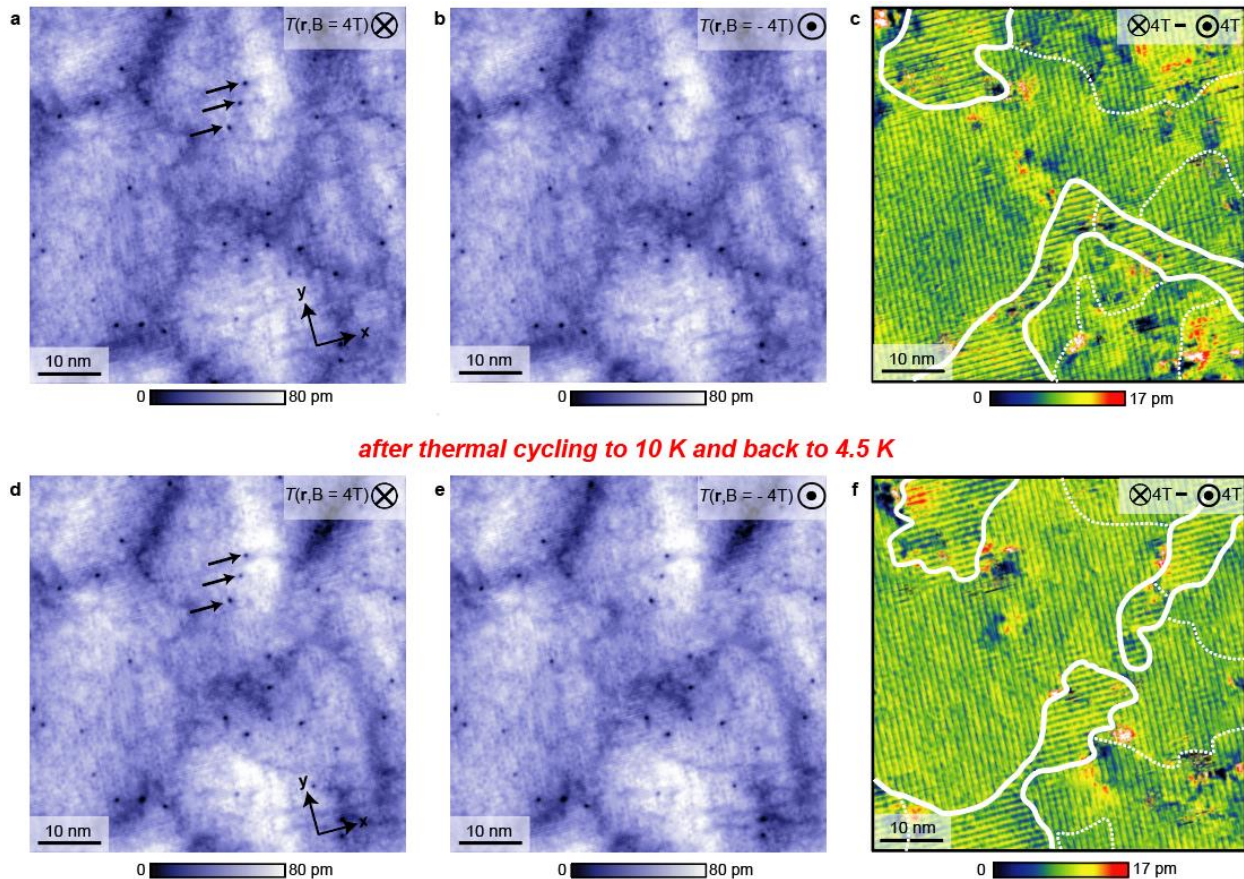 a
T(r,B = 4T)
b
T(r,B = - 4T)
c
4T - 4T
y
x
10 nm
10 nm
10 nm
0 80 pm
0 80 pm
0 17 pm
after thermal cycling to 10 K and back to 4.5 K
d
T(r,B = 4T)
e
T(r,B = - 4T)
f
4T - 4T
y
x
10 nm
10 nm
10 nm
0 80 pm
0 80 pm
0 17 pm